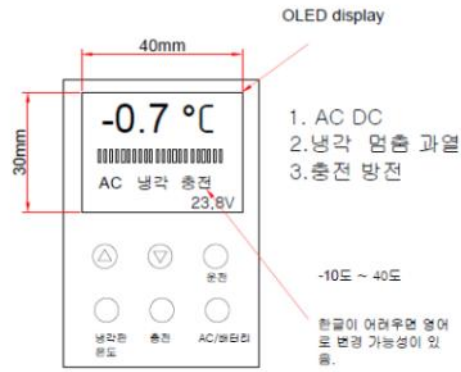 OLED display
40mm
30mm
-0.7 ℃
AC 냉각 충전
23,8V
운전
냉각판
온도
충전
AC/배터리
1. AC DC
2.냉각 멈춤 과열
3.충전 방전
-10도 ~ 40도
한글이 어려우면 영어
로 변경 가능성이 있
음.